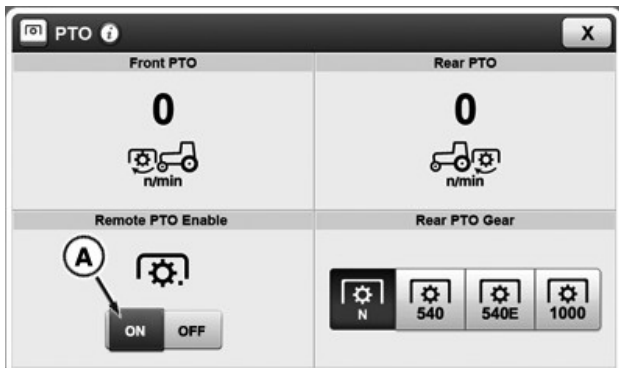 PTO i X
Front PTO
Rear PTO
0
0
n/min
n/min
Remote PTO Enable
Rear PTO Gear
A
ON OFF
N 540 540E 1000